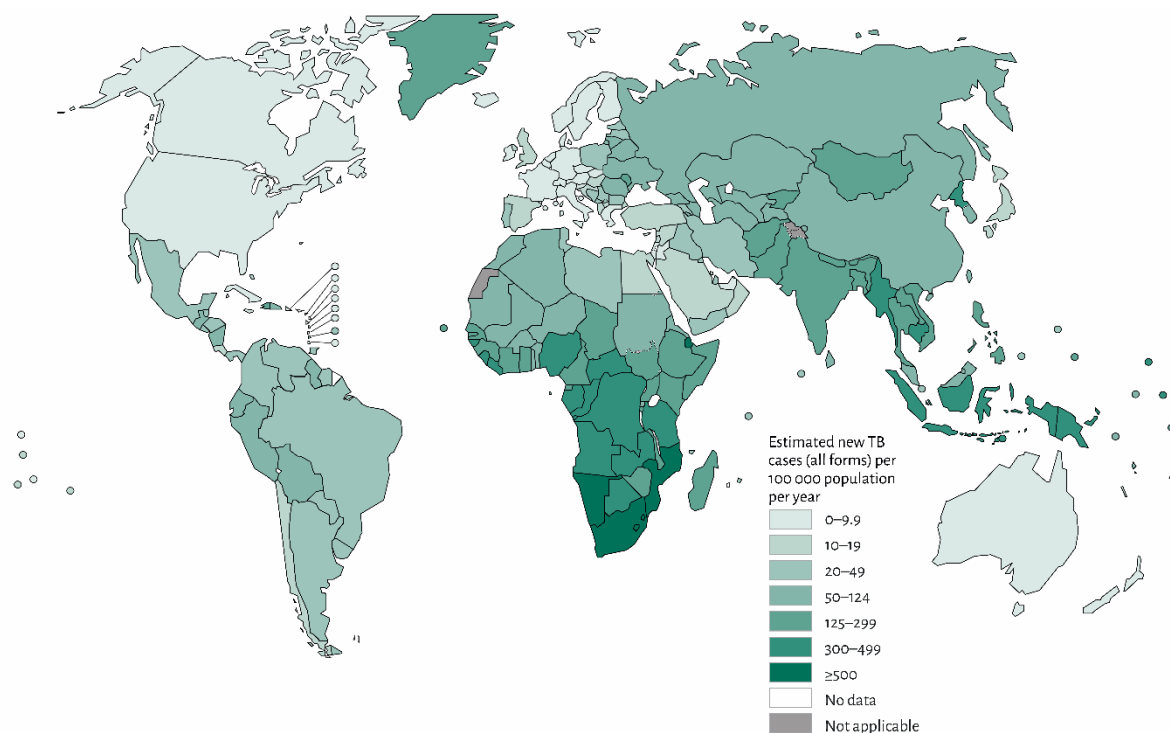 Estimated new TB
cases (all forms) per
100 000 population
per year
0–9.9
10–19
20–49
50–124
125–299
300–499
≥500
No data
Not applicable